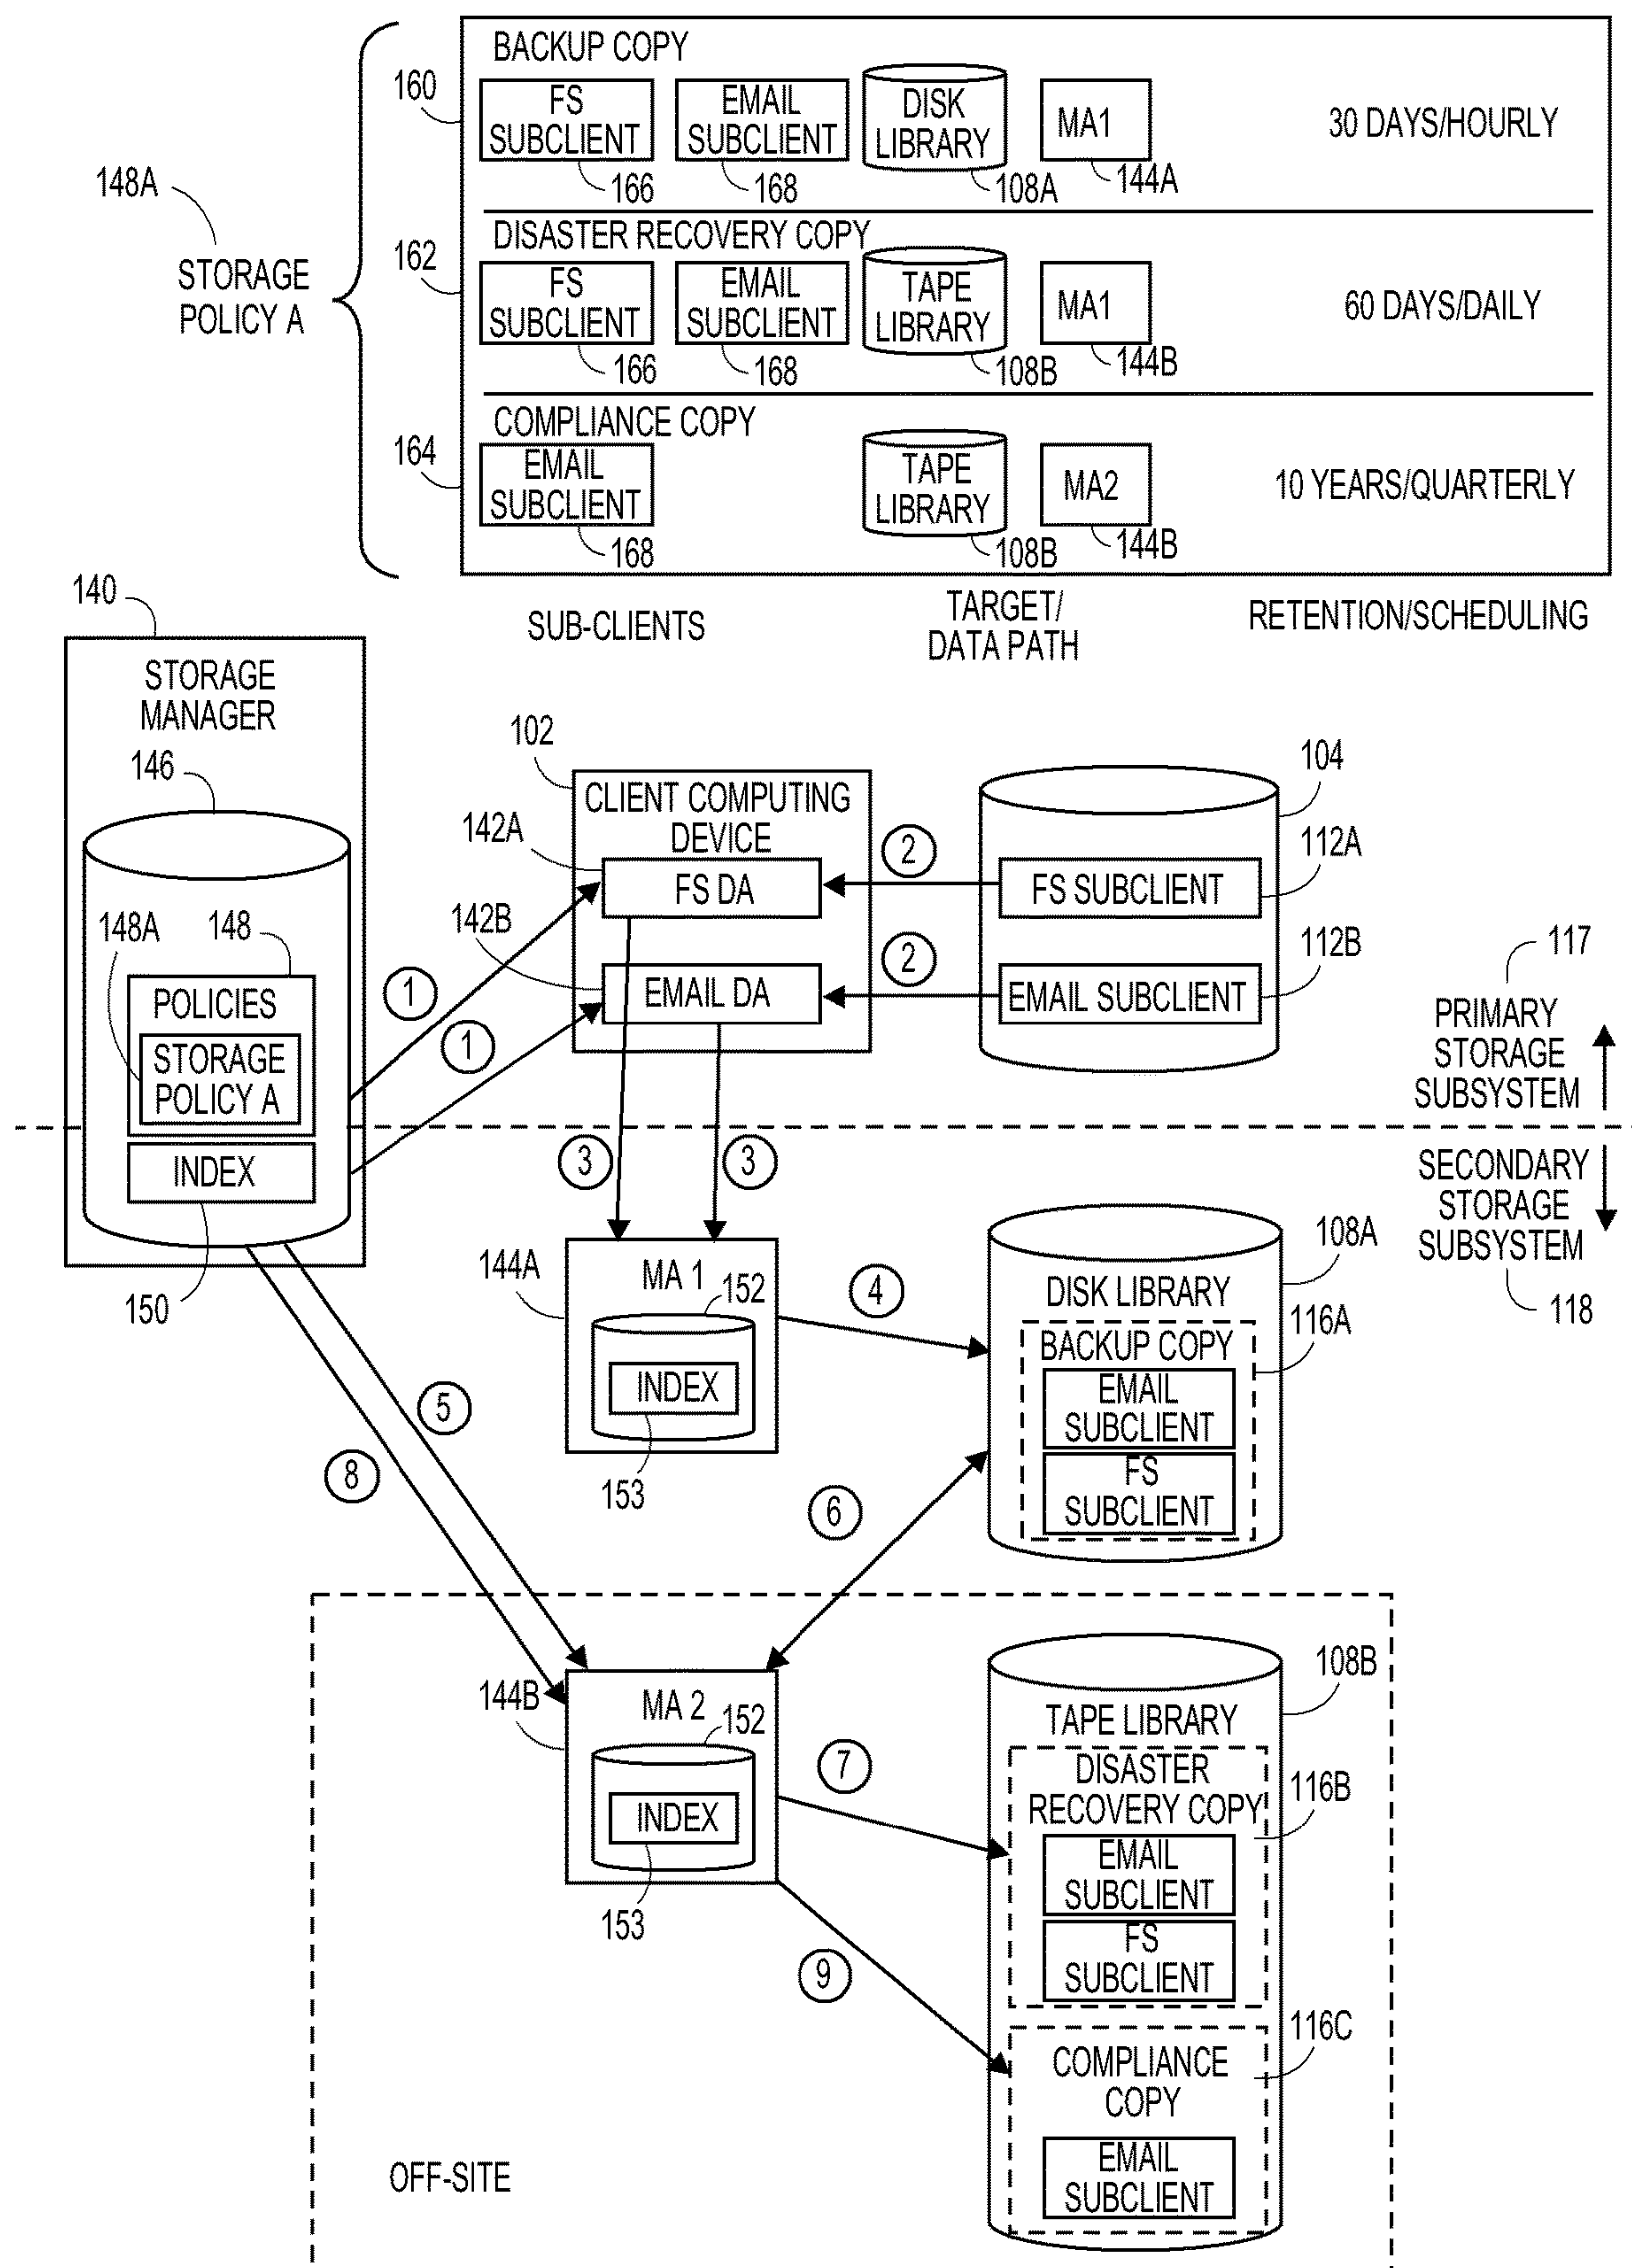 BACKUP COPY
160
FS
SUBCLIENT
166
EMAIL
SUBCLIENT
168
DISK
LIBRARY
108A
MA1
144A
30 DAYS/HOURLY
148A
STORAGE
POLICY A
DISASTER RECOVERY COPY
162
FS
SUBCLIENT
166
EMAIL
SUBCLIENT
168
TAPE
LIBRARY
108B
MA1
144B
60 DAYS/DAILY
COMPLIANCE COPY
164
EMAIL
SUBCLIENT
168
TAPE
LIBRARY
108B
MA2
144B
10 YEARS/QUARTERLY
SUB-CLIENTS
TARGET/
DATA PATH
RETENTION/SCHEDULING
140
STORAGE
MANAGER
146
148A
148
POLICIES
STORAGE
POLICY A
INDEX
150
1
1
102
CLIENT COMPUTING
DEVICE
142A
FS DA
142B
EMAIL DA
2
2
104
112A
FS SUBCLIENT
112B
EMAIL SUBCLIENT
117
PRIMARY
STORAGE
SUBSYSTEM
SECONDARY
STORAGE
SUBSYSTEM
118
3
3
144A
MA 1
152
INDEX
153
4
108A
DISK LIBRARY
116A
BACKUP COPY
EMAIL
SUBCLIENT
FS
SUBCLIENT
5
8
6
144B
MA 2
152
INDEX
153
7
9
108B
TAPE LIBRARY
DISASTER
RECOVERY COPY
116B
EMAIL
SUBCLIENT
FS
SUBCLIENT
116C
COMPLIANCE
COPY
EMAIL
SUBCLIENT
OFF-SITE